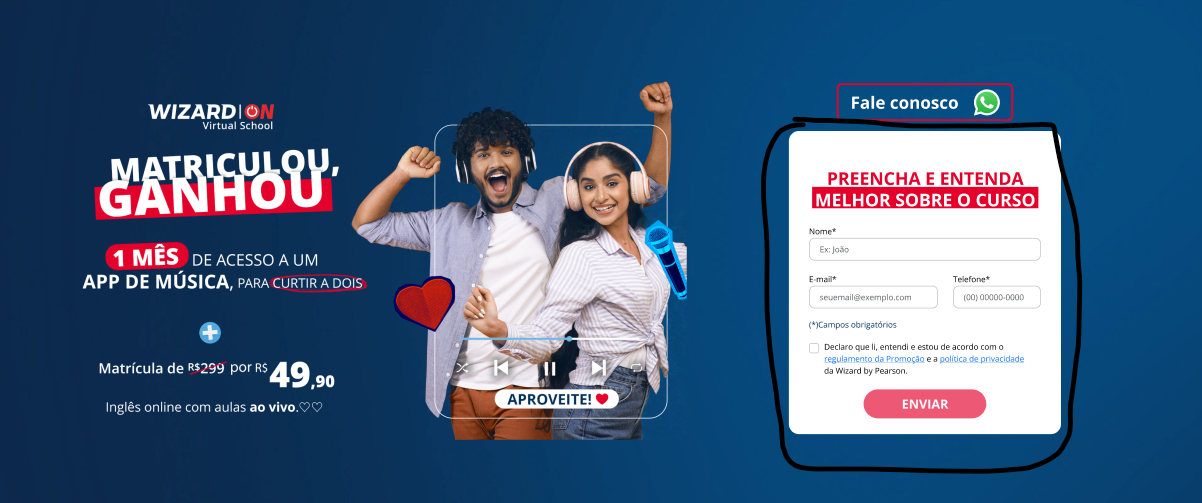 WIZARD ON
Virtual School
MATRICULOU,
GANHOU
1 MÊS DE ACESSO A UM
APP DE MÚSICA, PARA CURTIR A DOIS
Matrícula de R$299 por R$ 49,90
Inglês online com aulas ao vivo.♡♡
APROVEITE!
Fale conosco
PREENCHA E ENTENDA
MELHOR SOBRE O CURSO
Nome*
Ex: João
E-mail* Telefone*
seuemail@exemplo.com (00) 00000-0000
(*)Campos obrigatórios
Declaro que li, entendi e estou de acordo com o
regulamento da Promoção e a política de privacidade
da Wizard by Pearson.
ENVIAR